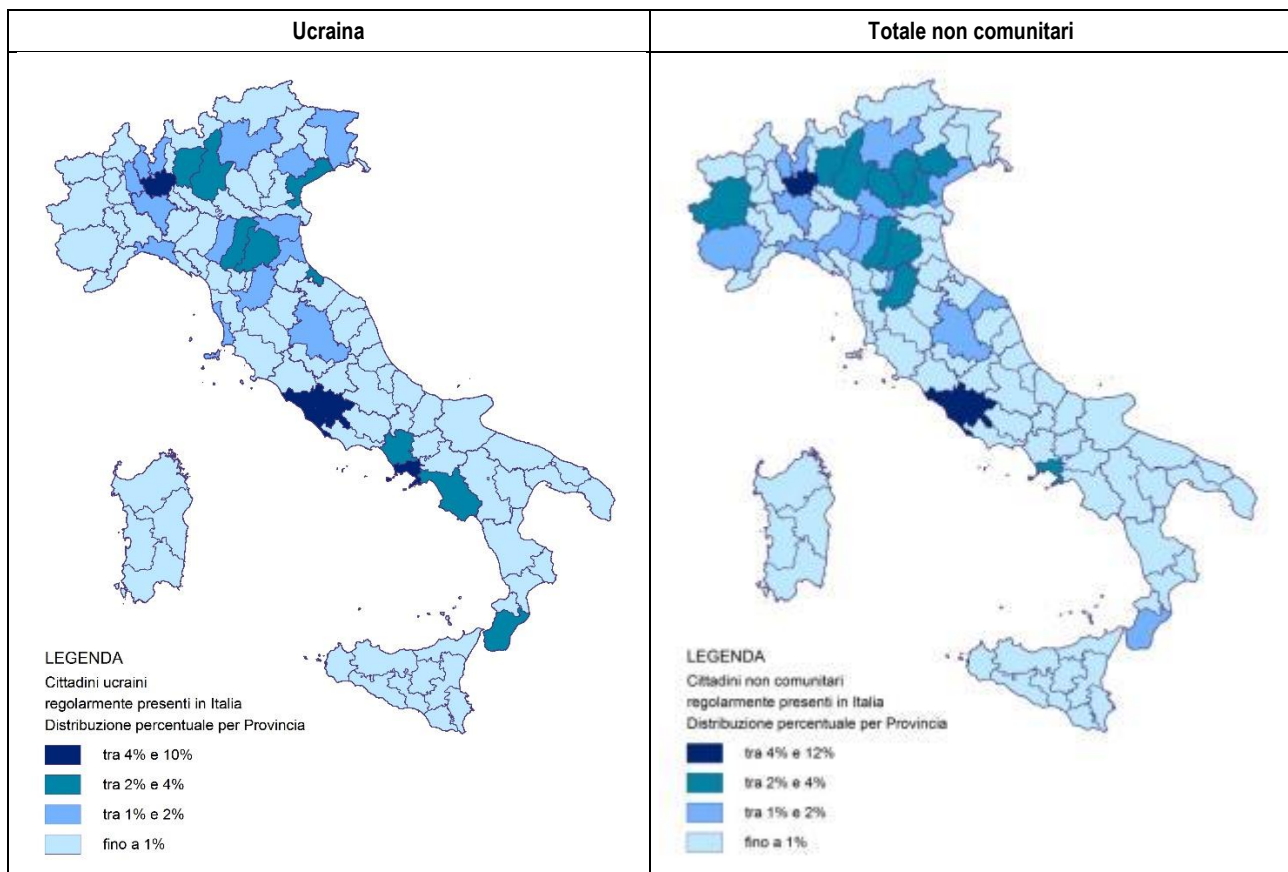 Ucraina
Totale non comunitari
LEGENDA
Cittadini ucraini
regolarmente presenti in Italia
Distribuzione percentuale per Provincia
tra 4% e 10%
tra 2% e 4%
tra 1% e 2%
fino a 1%
LEGENDA
Cittadini non comunitari
regolarmente presenti in Italia
Distribuzione percentuale per Provincia
tra 4% e 12%
tra 2% e 4%
tra 1% e 2%
fino a 1%